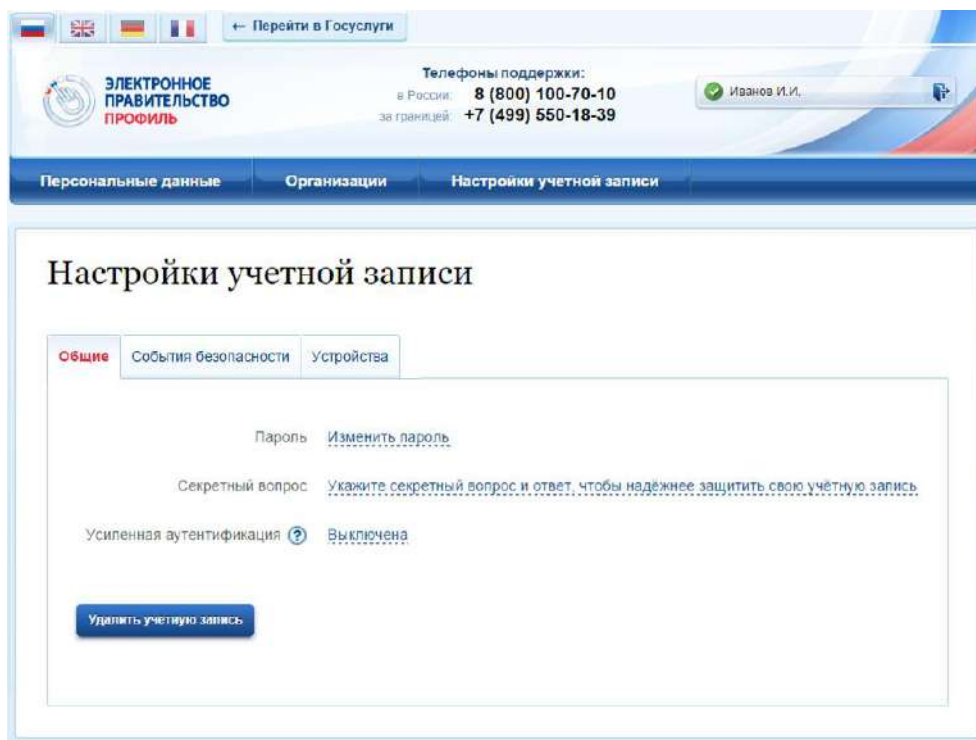 ← Перейти в Госуслуги
ЭЛЕКТРОННОЕ
ПРАВИТЕЛЬСТВО
ПРОФИЛЬ
Телефоны поддержки:
в России: 8 (800) 100-70-10
за границей: +7 (499) 550-18-39
Иванов И.И.
Персональные данные Организации Настройки учетной записи
Настройки учетной записи
Общие События безопасности Устройства
Пароль Изменить пароль
Секретный вопрос Укажите секретный вопрос и ответ, чтобы надёжнее защитить свою учётную запись
Усиленная аутентификация ? Выключена
Удалить учетную запись